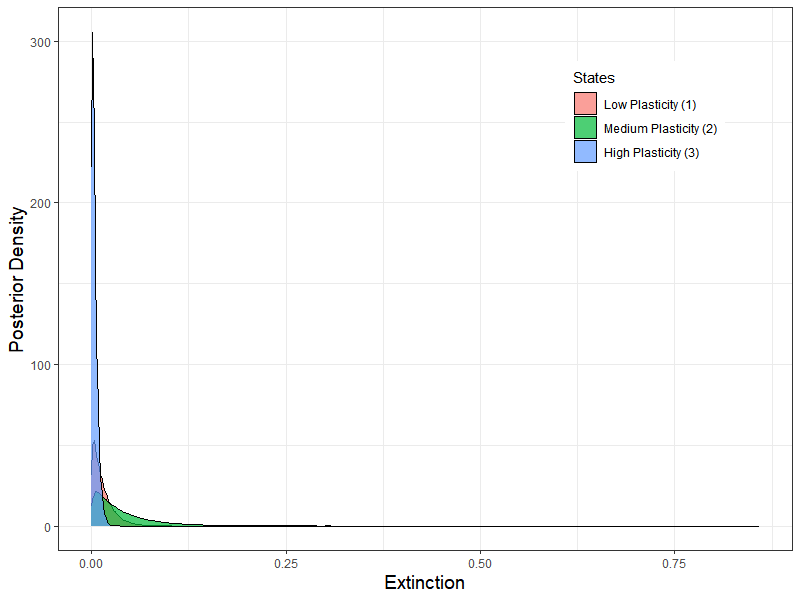 300
200
100
0
Posterior Density
States
Low Plasticity (1)
Medium Plasticity (2)
High Plasticity (3)
0.00
0.25
0.50
0.75
Extinction